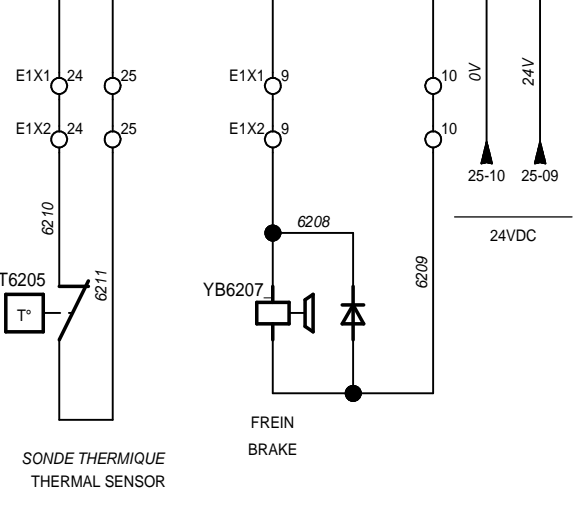 E1X1 24 25 E1X1 9 10 0V 24V
E1X2 24 25 E1X2 9 10
25-10 25-09
24VDC
6210
6211
6208
6209
T6205
T°
YB6207
FREIN
BRAKE
SONDE THERMIQUE
THERMAL SENSOR